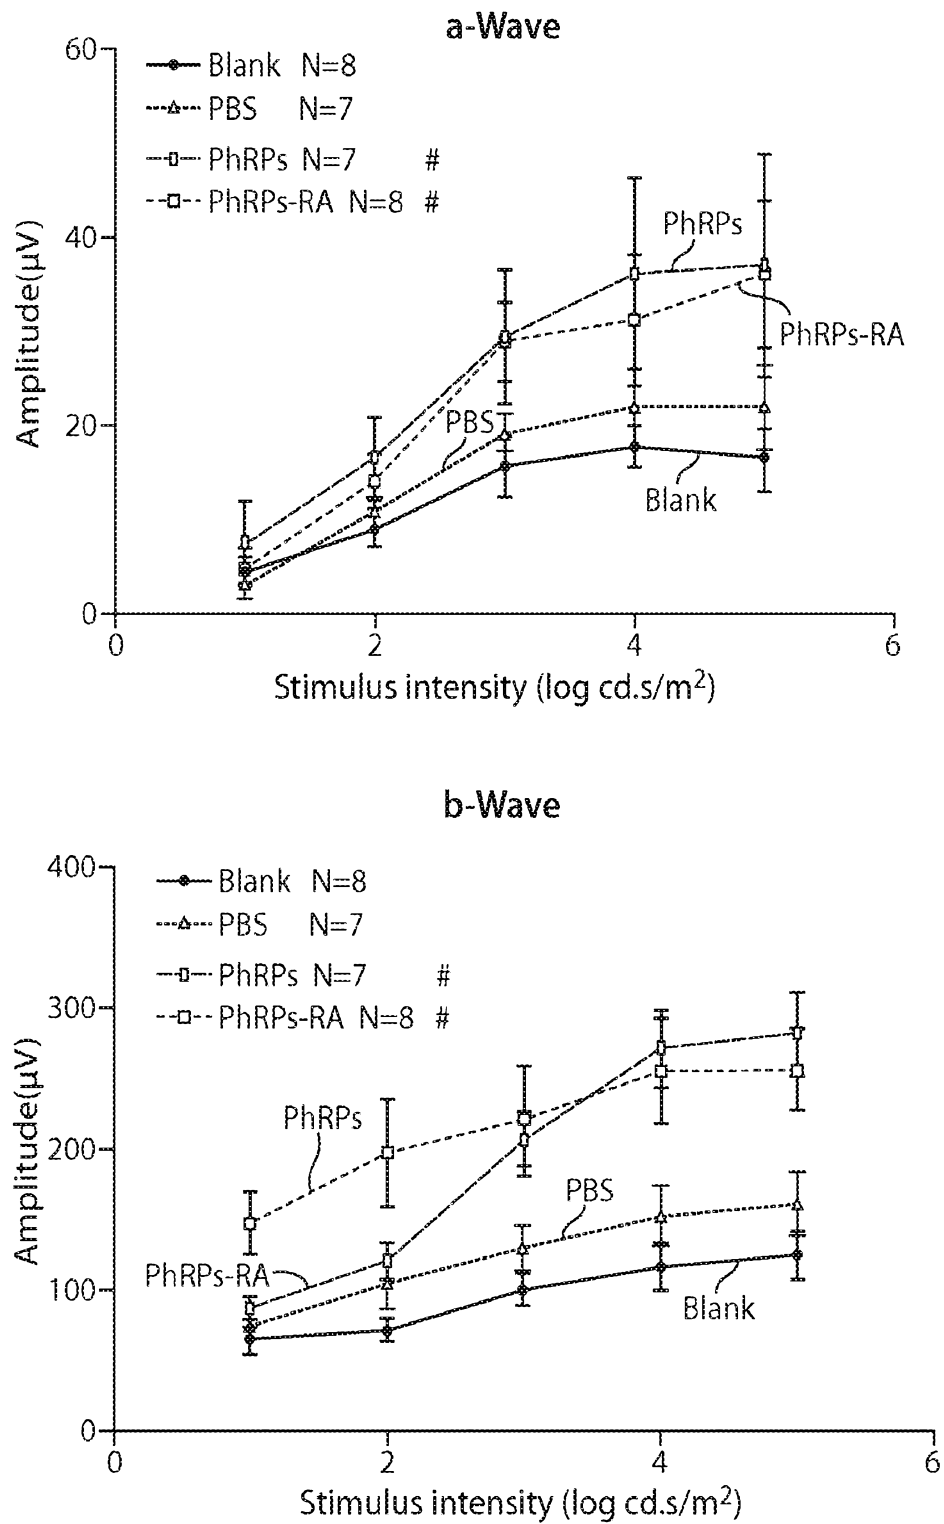 a-Wave
60
Blank N=8
PBS N=7
PhRPs N=7 #
PhRPs-RA N=8 #
40
PhRPs
PhRPs-RA
Amplitude(μV)
20
PBS
Blank
0
0 2 4 6
Stimulus intensity (log cd.s/m²)
b-Wave
400
Blank N=8
PBS N=7
PhRPs N=7 #
PhRPs-RA N=8 #
300
Amplitude(μV)
PhRPs
200
PBS
PhRPs-RA
100
Blank
0
0 2 4 6
Stimulus intensity (log cd.s/m²)